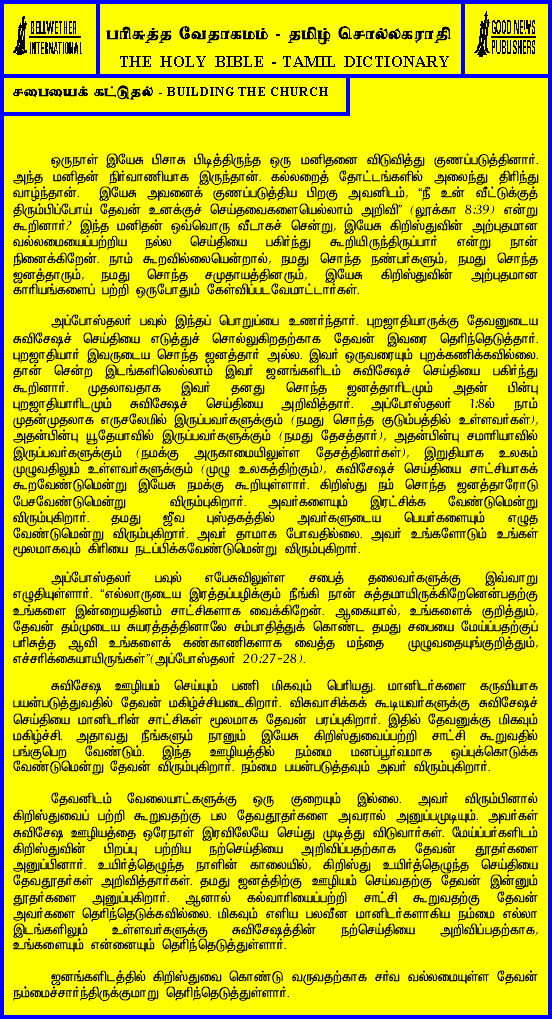 BELLWETHER
INTERNATIONAL
பரிசுத்த வேதாகமம் - தமிழ் சொல்லகராதி
THE HOLY BIBLE - TAMIL DICTIONARY
GOOD NEWS
PUBLISHERS
சபையைக் கட்டுதல் - BUILDING THE CHURCH
ஒருநாள் இயேசு பிசாசு பிடித்திருந்த ஒரு மனிதனை விடுவித்து குணப்படுத்தினார்.
அந்த மனிதன் நிர்வாணியாக இருந்தான். கல்லறைத் தோட்டங்களில் அலைந்து திரிந்து
வாழ்ந்தான். இயேசு அவனைக் குணப்படுத்திய பிறகு அவனிடம், "நீ உன் வீட்டுக்குத்
திரும்பிப்போய் தேவன் உனக்குச் செய்தவைகளையெல்லாம் அறிவி" (லூக்கா 8:39) என்று
கூறினார்? இந்த மனிதன் ஒவ்வொரு வீடாகச் சென்று, இயேசு கிறிஸ்துவின் அற்புதமான
வல்லமையைப்பற்றிய நல்ல செய்தியை பகிர்ந்து கூறியிருந்திருப்பார் என்று நான்
நினைக்கிறேன். நாம் கூறவில்லையென்றால், நமது சொந்த நண்பர்களும், நமது சொந்த
ஜனத்தாரும், நமது சொந்த சமுதாயத்தினரும், இயேசு கிறிஸ்துவின் அற்புதமான
காரியங்களைப் பற்றி ஒருபோதும் கேள்விப்படவேமாட்டார்கள்.
அப்போஸ்தலர் பவுல் இந்தப் பொறுப்பை உணர்ந்தார். புறஜாதியாருக்கு தேவனுடைய
சுவிசேஷச் செய்தியை எடுத்துச் சொல்லுகிறதற்காக தேவன் இவரை தெரிந்தெடுத்தார்.
புறஜாதியார் இவருடைய சொந்த ஜனத்தார் அல்ல. இவர் ஒருவரையும் புறக்கணிக்கவில்லை.
தான் சென்ற இடங்களிலெல்லாம் இவர் ஜனங்களிடம் சுவிசேஷச் செய்தியை பகிர்ந்து
கூறினார். முதலாவதாக இவர் தனது சொந்த ஜனத்தாரிடமும் அதன் பின்பு
புறஜாதியாரிடமும் சுவிசேஷச் செய்தியை அறிவித்தார். அப்போஸ்தலர் 1:8ல் நாம்
முதன்முதலாக எருசலேமில் இருப்பவர்களுக்கும் (நமது சொந்த குடும்பத்தில் உள்ளவர்கள்),
அதன்பின்பு யூதேயாவில் இருப்பவர்களுக்கும் (நமது தேசத்தார்), அதன்பின்பு சமாரியாவில்
இருப்பவர்களுக்கும் (நமக்கு அருகாமையிலுள்ள தேசத்தினர்கள்), இறுதியாக உலகம்
முழுவதிலும் உள்ளவர்களுக்கும் (முழு உலகத்திற்கும்), சுவிசேஷச் செய்தியை சாட்சியாகக்
கூறவேண்டுமென்று இயேசு நமக்கு கூறியுள்ளார். கிறிஸ்து நம் சொந்த ஜனத்தாரோடு
பேசவேண்டுமென்று விரும்புகிறார். அவர்களையும் இரட்சிக்க வேண்டுமென்று
விரும்புகிறார். தமது ஜீவ புஸ்தகத்தில் அவர்களுடைய பெயர்களையும் எழுத
வேண்டுமென்று விரும்புகிறார். அவர் தாமாக போவதில்லை. அவர் உங்களோடும் உங்கள்
மூலமாகவும் கிரியை நடப்பிக்கவேண்டுமென்று விரும்புகிறார்.
அப்போஸ்தலர் பவுல் எபேசுவிலுள்ள சபைத் தலைவர்களுக்கு இவ்வாறு
எழுதியுள்ளார். "எல்லாருடைய இரத்தப்பழிக்கும் நீங்கி நான் சுத்தமாயிருக்கிறேனென்பதற்கு
உங்களை இன்றையதினம் சாட்சிகளாக வைக்கிறேன். ஆகையால், உங்களைக் குறித்தும்,
தேவன் தம்முடைய சுயரத்தத்தினாலே சம்பாதித்துக் கொண்ட தமது சபையை மேய்ப்பதற்குப்
பரிசுத்த ஆவி உங்களைக் கண்காணிகளாக வைத்த மந்தை முழுவதையுங்குறித்தும்,
எச்சரிக்கையாயிருங்கள்"(அப்போஸ்தலர் 20:27-28).
சுவிசேஷ ஊழியம் செய்யும் பணி மிகவும் பெரியது. மானிடர்களை கருவியாக
பயன்படுத்துவதில் தேவன் மகிழ்ச்சியடைகிறார். விசுவாசிக்கக் கூடியவர்களுக்கு சுவிசேஷச்
செய்தியை மானிடரின் சாட்சிகள் மூலமாக தேவன் பரப்புகிறார். இதில் தேவனுக்கு மிகவும்
மகிழ்ச்சி. அதாவது நீங்களும் நானும் இயேசு கிறிஸ்துவைப்பற்றி சாட்சி கூறுவதில்
பங்குபெற வேண்டும். இந்த ஊழியத்தில் நம்மை மனப்பூர்வமாக ஒப்புக்கொடுக்க
வேண்டுமென்று தேவன் விரும்புகிறார். நம்மை பயன்படுத்தவும் அவர் விரும்புகிறார்.
தேவனிடம் வேலையாட்களுக்கு ஒரு குறையும் இல்லை. அவர் விரும்பினால்
கிறிஸ்துவைப் பற்றி கூறுவதற்கு பல தேவதூதர்களை அவரால் அனுப்பமுடியும். அவர்கள்
சுவிசேஷ ஊழியத்தை ஒரேநாள் இரவிலேயே செய்து முடித்து விடுவார்கள். மேய்ப்பர்களிடம்
கிறிஸ்துவின் பிறப்பு பற்றிய நற்செய்தியை அறிவிப்பதற்காக தேவன் தூதர்களை
அனுப்பினார். உயிர்த்தெழுந்த நாளின் காலையில், கிறிஸ்து உயிர்த்தெழுந்த செய்தியை
தேவதூதர்கள் அறிவித்தார்கள். தமது ஜனத்திற்கு ஊழியம் செய்வதற்கு தேவன் இன்னும்
தூதர்களை அனுப்புகிறார். ஆனால் கல்வாரியைப்பற்றி சாட்சி கூறுவதற்கு தேவன்
அவர்களை தெரிந்தெடுக்கவில்லை. மிகவும் எளிய பலவீன மானிடர்களாகிய நம்மை எல்லா
இடங்களிலும் உள்ளவர்களுக்கு சுவிசேஷத்தின் நற்செய்தியை அறிவிப்பதற்காக,
உங்களையும் என்னையும் தெரிந்தெடுத்துள்ளார்.
ஜனங்களிடத்தில் கிறிஸ்துவை கொண்டு வருவதற்காக சர்வ வல்லமையுள்ள தேவன்
நம்மைச்சார்ந்திருக்குமாறு தெரிந்தெடுத்துள்ளார்.